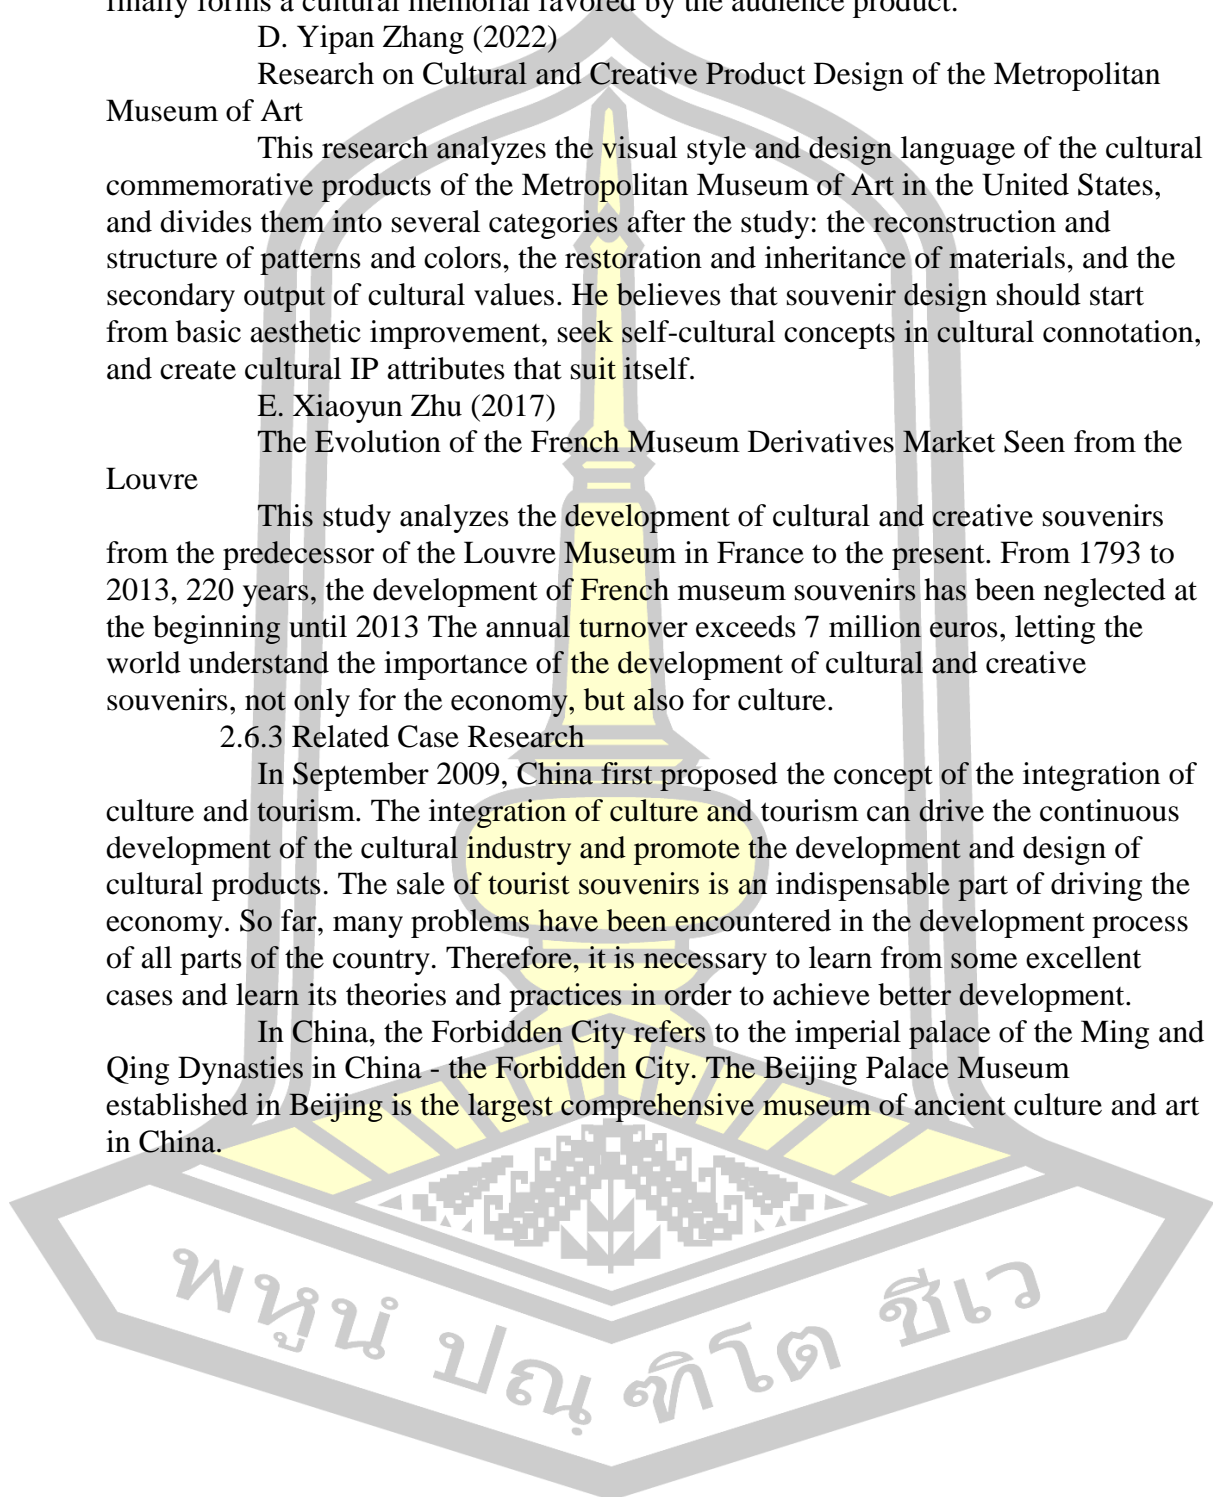 finally forms a cultural memorial favored by the audience product.
D. Yipan Zhang (2022)
Research on Cultural and Creative Product Design of the Metropolitan
Museum of Art
This research analyzes the visual style and design language of the cultural
commemorative products of the Metropolitan Museum of Art in the United States,
and divides them into several categories after the study: the reconstruction and
structure of patterns and colors, the restoration and inheritance of materials, and the
secondary output of cultural values. He believes that souvenir design should start
from basic aesthetic improvement, seek self-cultural concepts in cultural connotation,
and create cultural IP attributes that suit itself.
E. Xiaoyun Zhu (2017)
The Evolution of the French Museum Derivatives Market Seen from the
Louvre
This study analyzes the development of cultural and creative souvenirs
from the predecessor of the Louvre Museum in France to the present. From 1793 to
2013, 220 years, the development of French museum souvenirs has been neglected at
the beginning until 2013 The annual turnover exceeds 7 million euros, letting the
world understand the importance of the development of cultural and creative
souvenirs, not only for the economy, but also for culture.
2.6.3 Related Case Research
In September 2009, China first proposed the concept of the integration of
culture and tourism. The integration of culture and tourism can drive the continuous
development of the cultural industry and promote the development and design of
cultural products. The sale of tourist souvenirs is an indispensable part of driving the
economy. So far, many problems have been encountered in the development process
of all parts of the country. Therefore, it is necessary to learn from some excellent
cases and learn its theories and practices in order to achieve better development.
In China, the Forbidden City refers to the imperial palace of the Ming and
Qing Dynasties in China - the Forbidden City. The Beijing Palace Museum
established in Beijing is the largest comprehensive museum of ancient culture and art
in China.
พหูนํ ปณฺฑิโต ชีเว